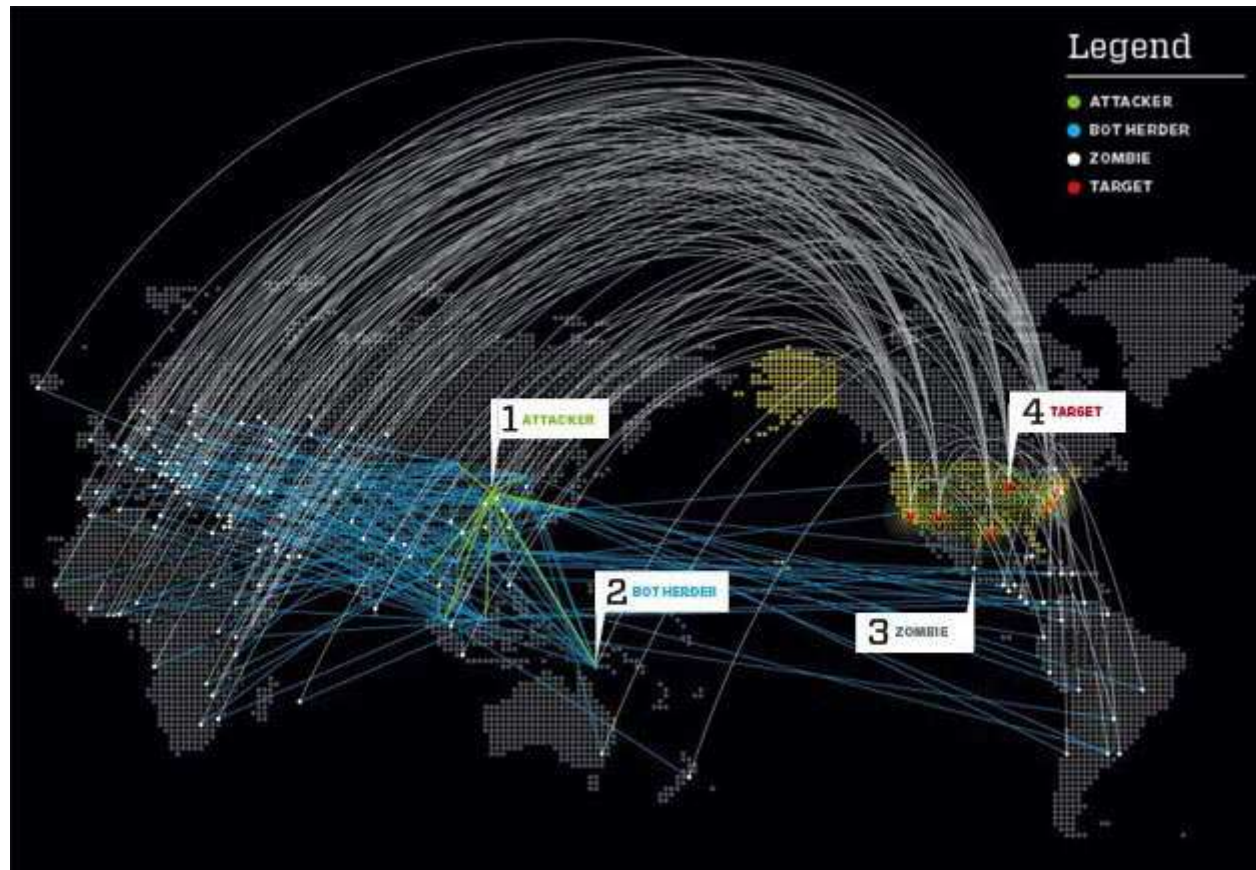 Legend
ATTACKER
BOT HERDER
ZOMBIE
TARGET
1 ATTACKER
4 TARGET
2 BOT HERDER
3 ZOMBIE